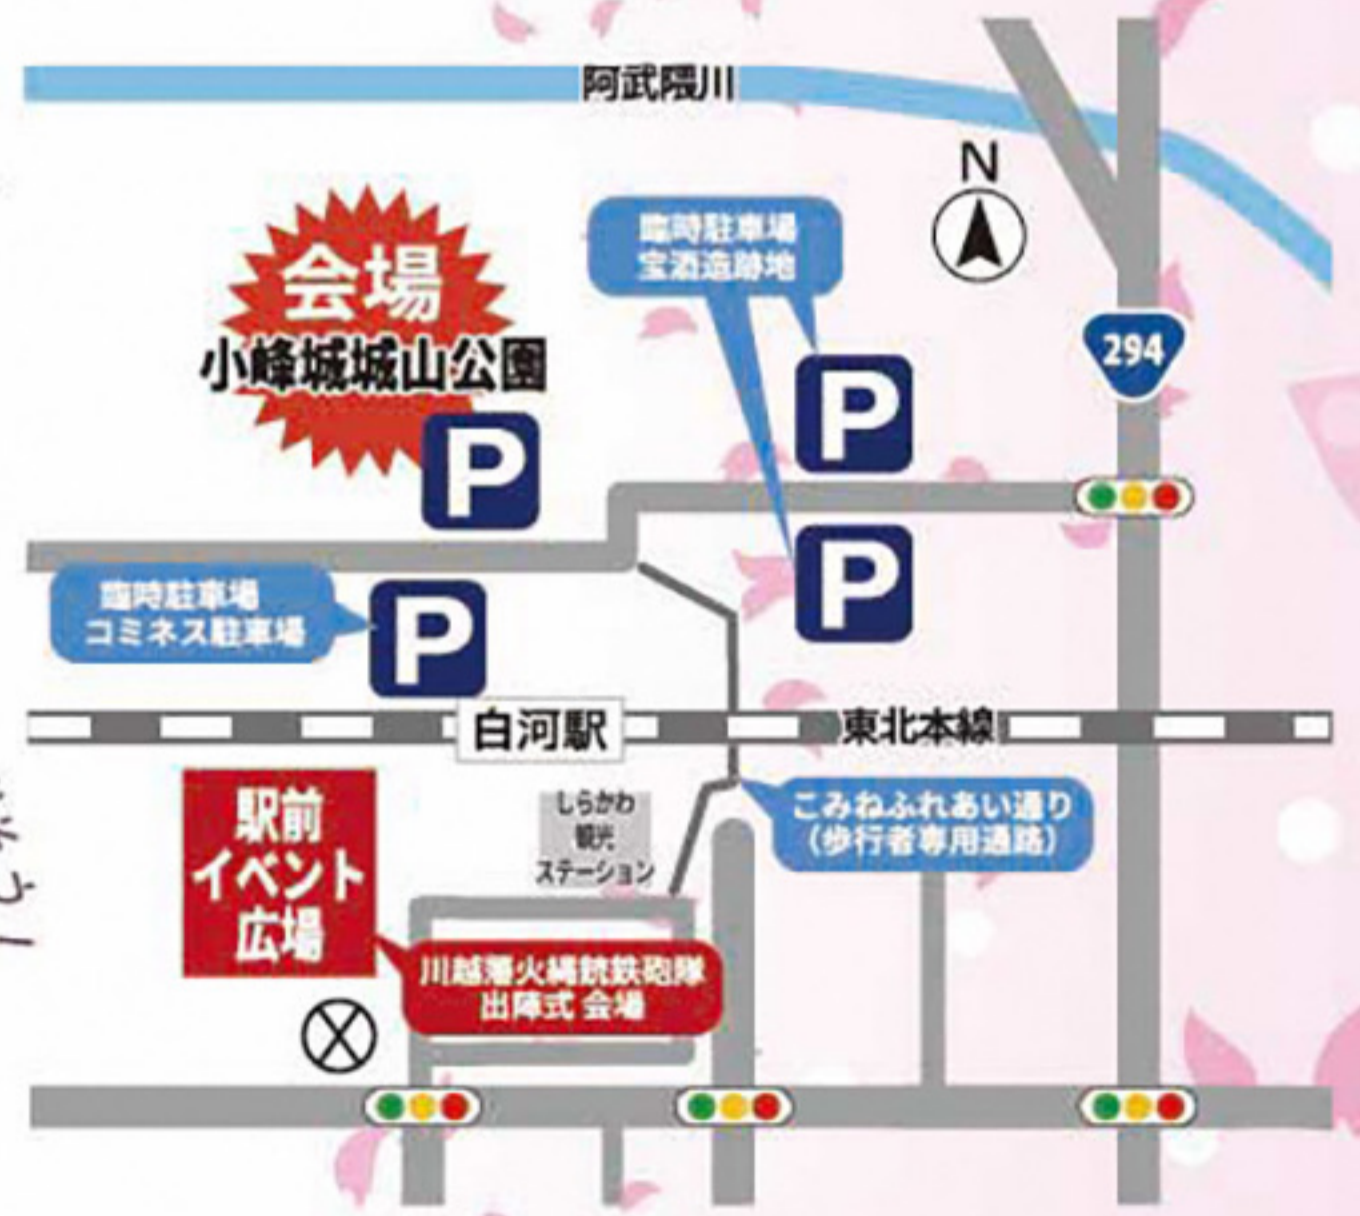 阿武隈川
N
臨時駐車場
宝酒造跡地
会場
小峰城城山公園
294
P
P
P
臨時駐車場
コミネス駐車場
P
白河駅
東北本線
駅前
イベント
広場
しらかわ
観光
ステーション
こみねふれあい通り
(歩行者専用通路)
川越藩火縄銃鉄砲隊
出陣式 会場